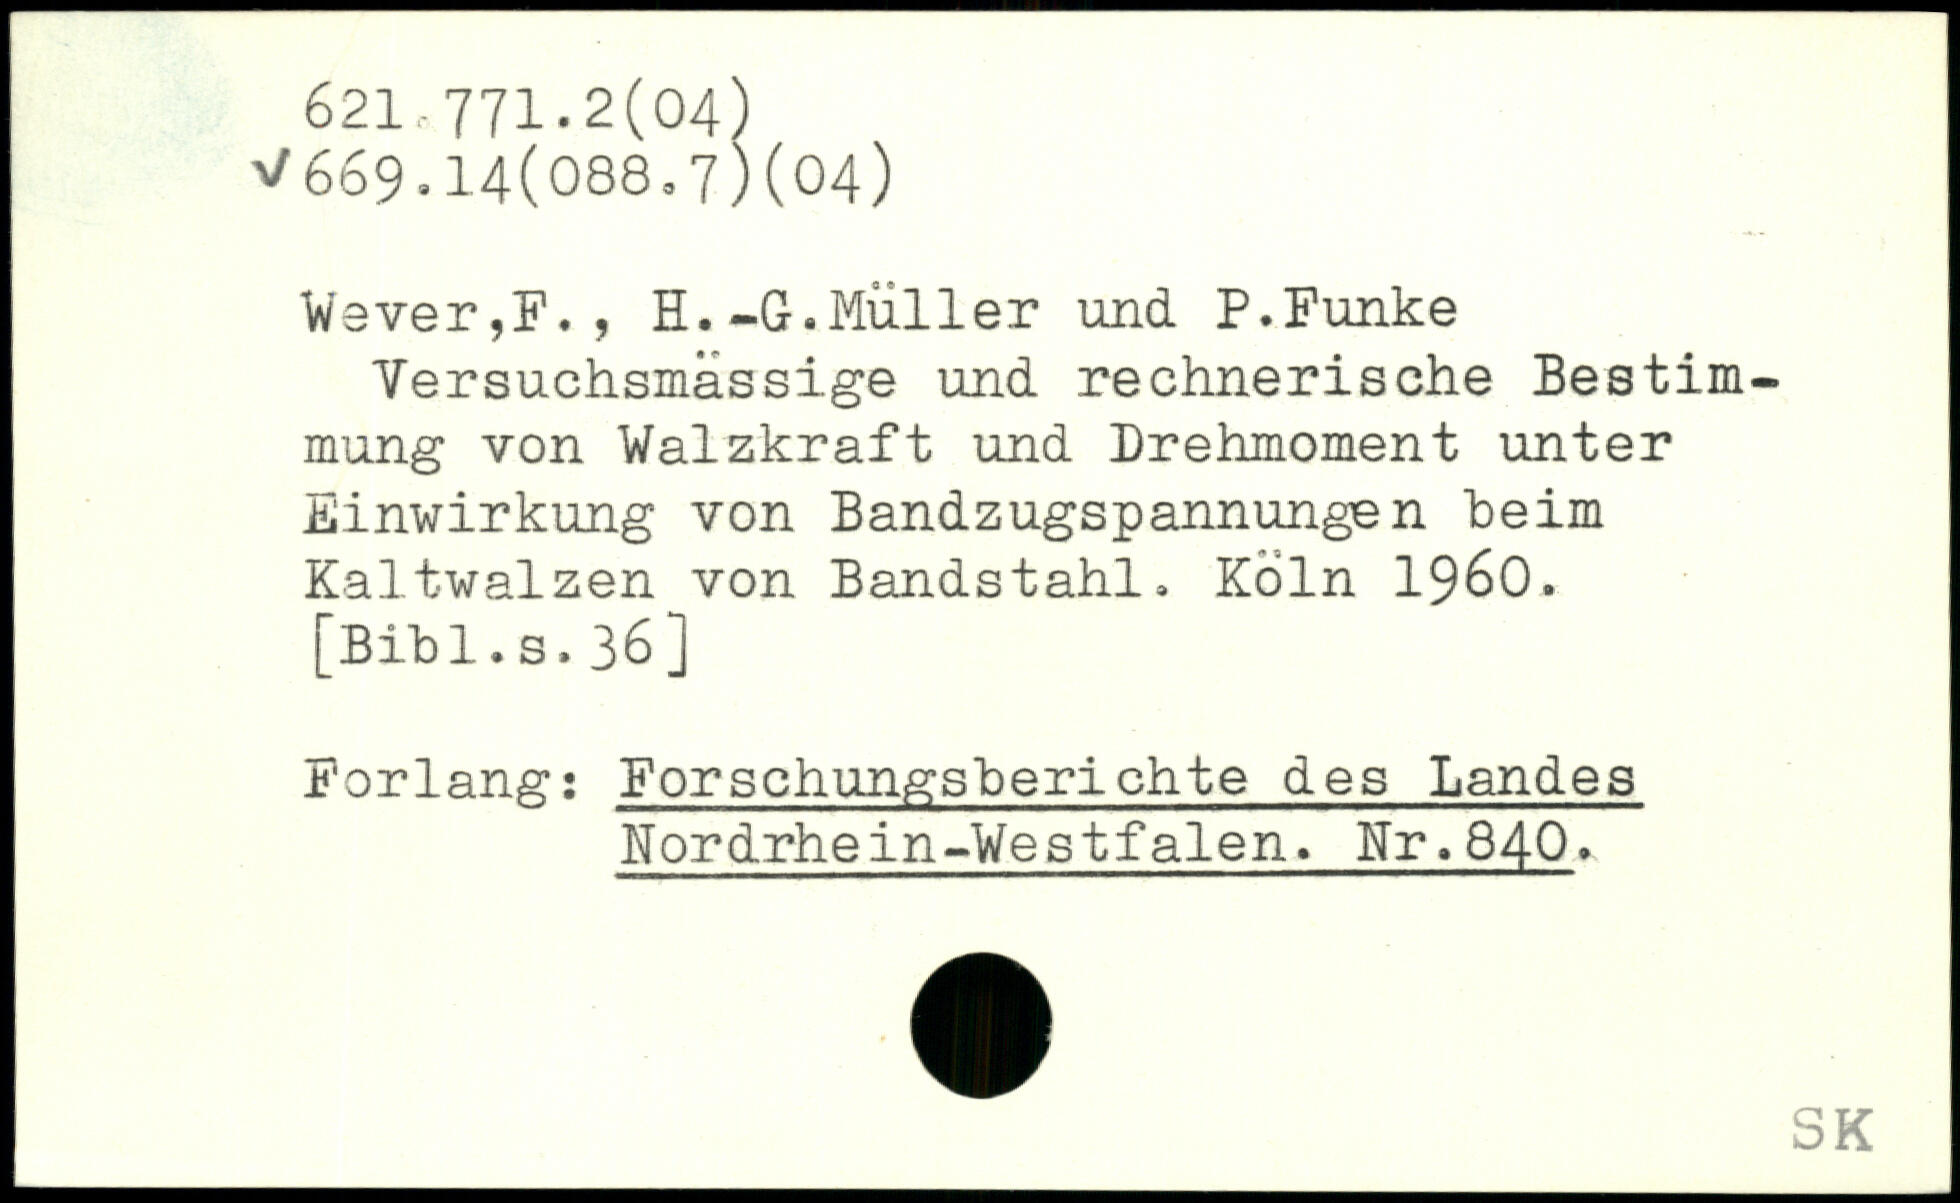 621.771.2(04)
✓669.14(088.7)(04)
Wever,F., H.-G.Müller und P.Funke
Versuchsmässige und rechnerische Bestim-
mung von Walzkraft und Drehmoment unter
Einwirkung von Bandzugspannungen beim
Kaltwalzen von Bandstahl. Köln 1960.
[Bibl.s.36]
Forlang: Forschungsberichte des Landes
Nordrhein-Westfalen. Nr.840.
SK